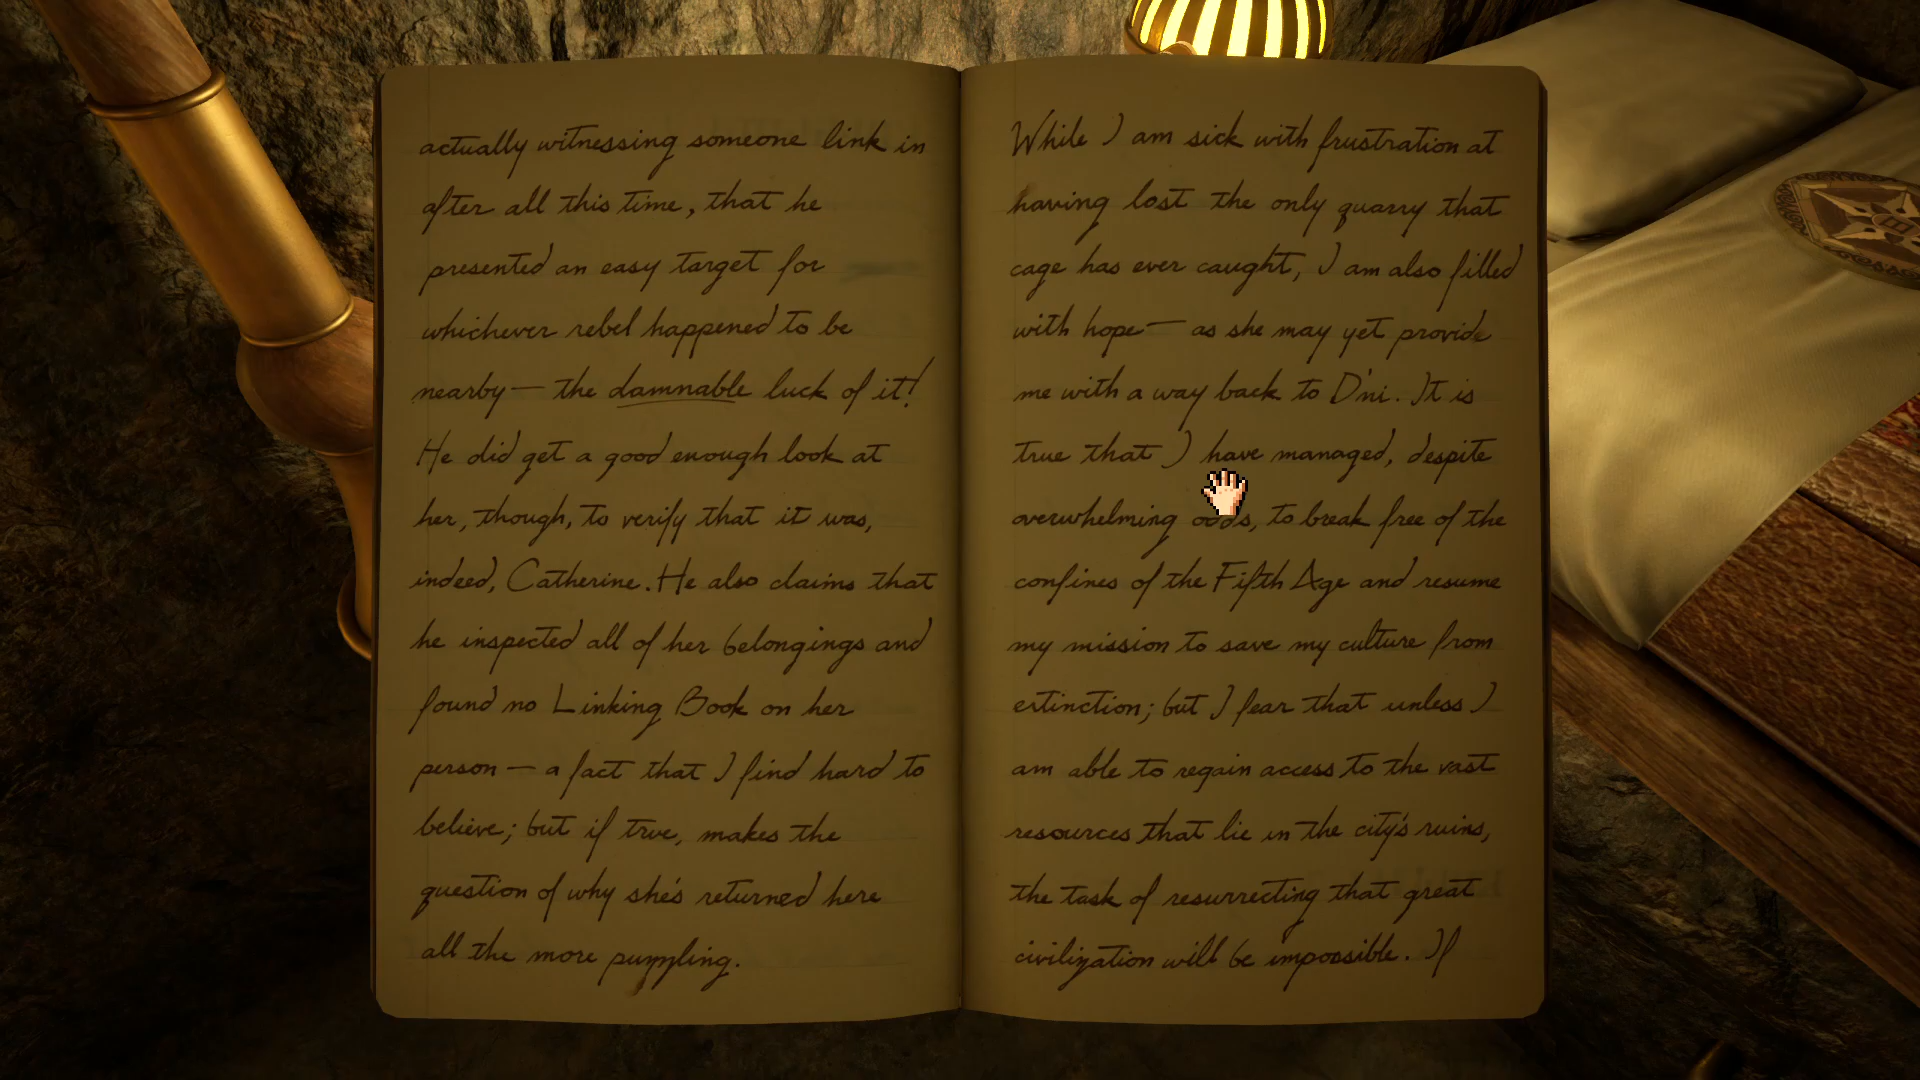 actually witnessing someone link in
after all this time, that he
presented an easy target for
whichever rebel happened to be
nearby — the damnable luck of it!
He did get a good enough look at
her, though, to verify that it was,
indeed, Catherine. He also claims that
he inspected all of her belongings and
found no Linking Book on her
person — a fact that I find hard to
believe; but if true, makes the
question of why she's returned here
all the more puzzling.
While I am sick with frustration at
having lost the only quarry that
cage has ever caught, I am also filled
with hope — as she may yet provide
me with a way back to D'ni. It is
true that I have managed, despite
overwhelming odds, to break free of the
confines of the Fifth Age and resume
my mission to save my culture from
extinction; but I fear that unless I
am able to regain access to the vast
resources that lie in the city's ruins,
the task of resurrecting that great
civilization will be impossible. If